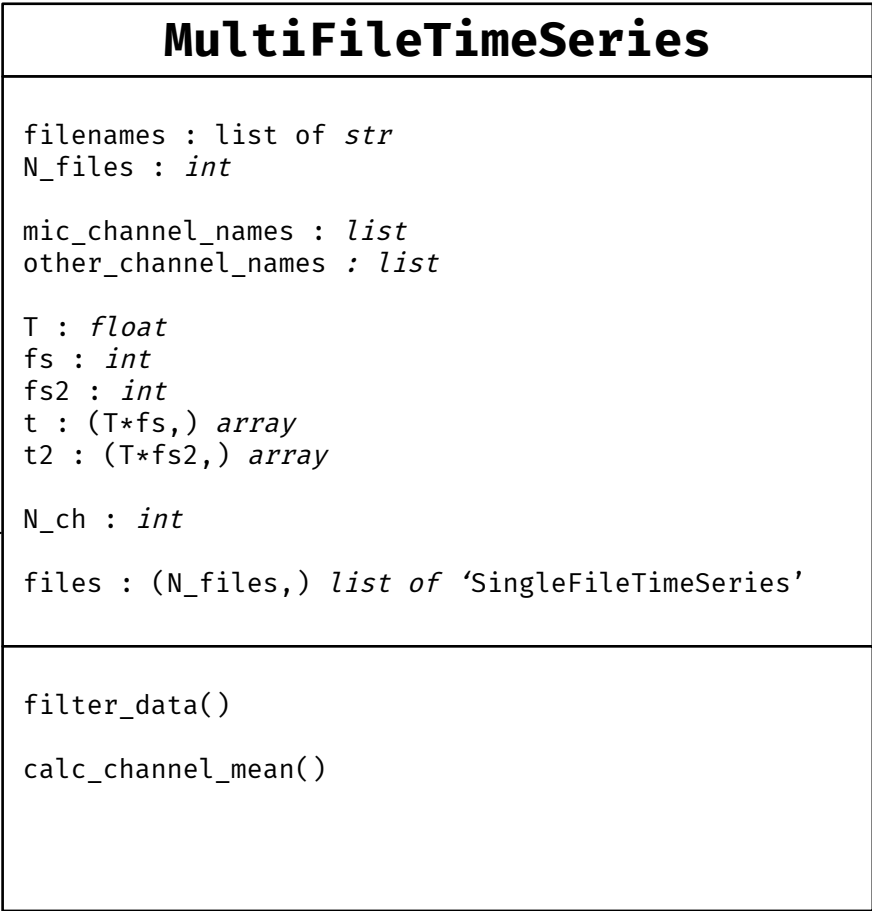 MultiFileTimeSeries
filenames : list of str
N_files : int
mic_channel_names : list
other_channel_names : list
T : float
fs : int
fs2 : int
t : (T*fs,) array
t2 : (T*fs2,) array
N_ch : int
files : (N_files,) list of ‘SingleFileTimeSeries’
filter_data()
calc_channel_mean()